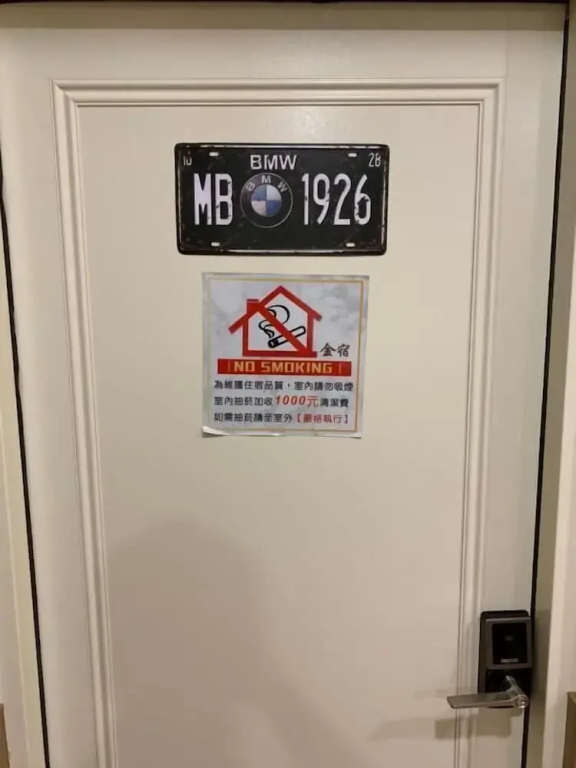 10 BMW 28
MB BMW 1926
金宿
NO SMOKING
為維護住宿品質，室內請勿吸煙
室內抽菸加收1000元清潔費
如需抽菸請至室外【嚴格執行】